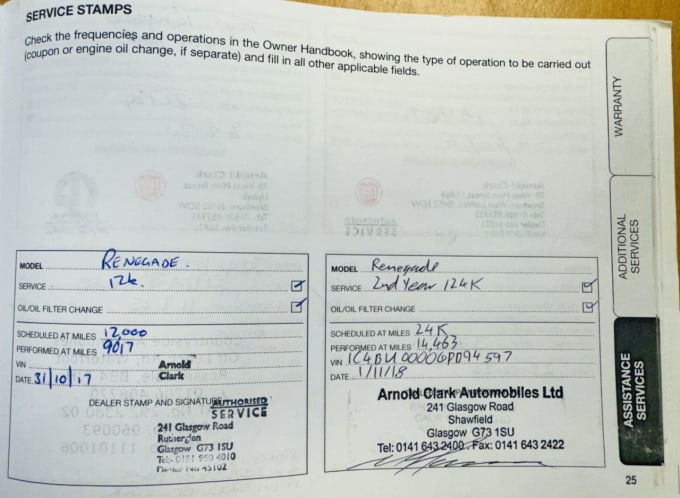 SERVICE STAMPS
Check the frequencies and operations in the Owner Handbook, showing the type of operation to be carried out
(coupon or engine oil change, if separate) and fill in all other applicable fields.
WARRANTY
ADDITIONAL
SERVICES
ASSISTANCE
SERVICES
MODEL RENEGADE.
SERVICE 12k.
OIL/OIL FILTER CHANGE
SCHEDULED AT MILES 12,000
PERFORMED AT MILES 9017
VIN
DATE 31/10/17
Arnold
Clark
DEALER STAMP AND SIGNATURE
AUTHORISED
SERVICE
241 Glasgow Road
Rutherglen
Glasgow G73 1SU
MODEL Renegade
SERVICE 2nd Year / 24K
OIL/OIL FILTER CHANGE
SCHEDULED AT MILES 24K
PERFORMED AT MILES 14,463
VIN
DATE 1/11/18
Arnold Clark Automobiles Ltd
241 Glasgow Road
Shawfield
Glasgow G73 1SU
Tel: 0141 643 2400. Fax: 0141 643 2422
25